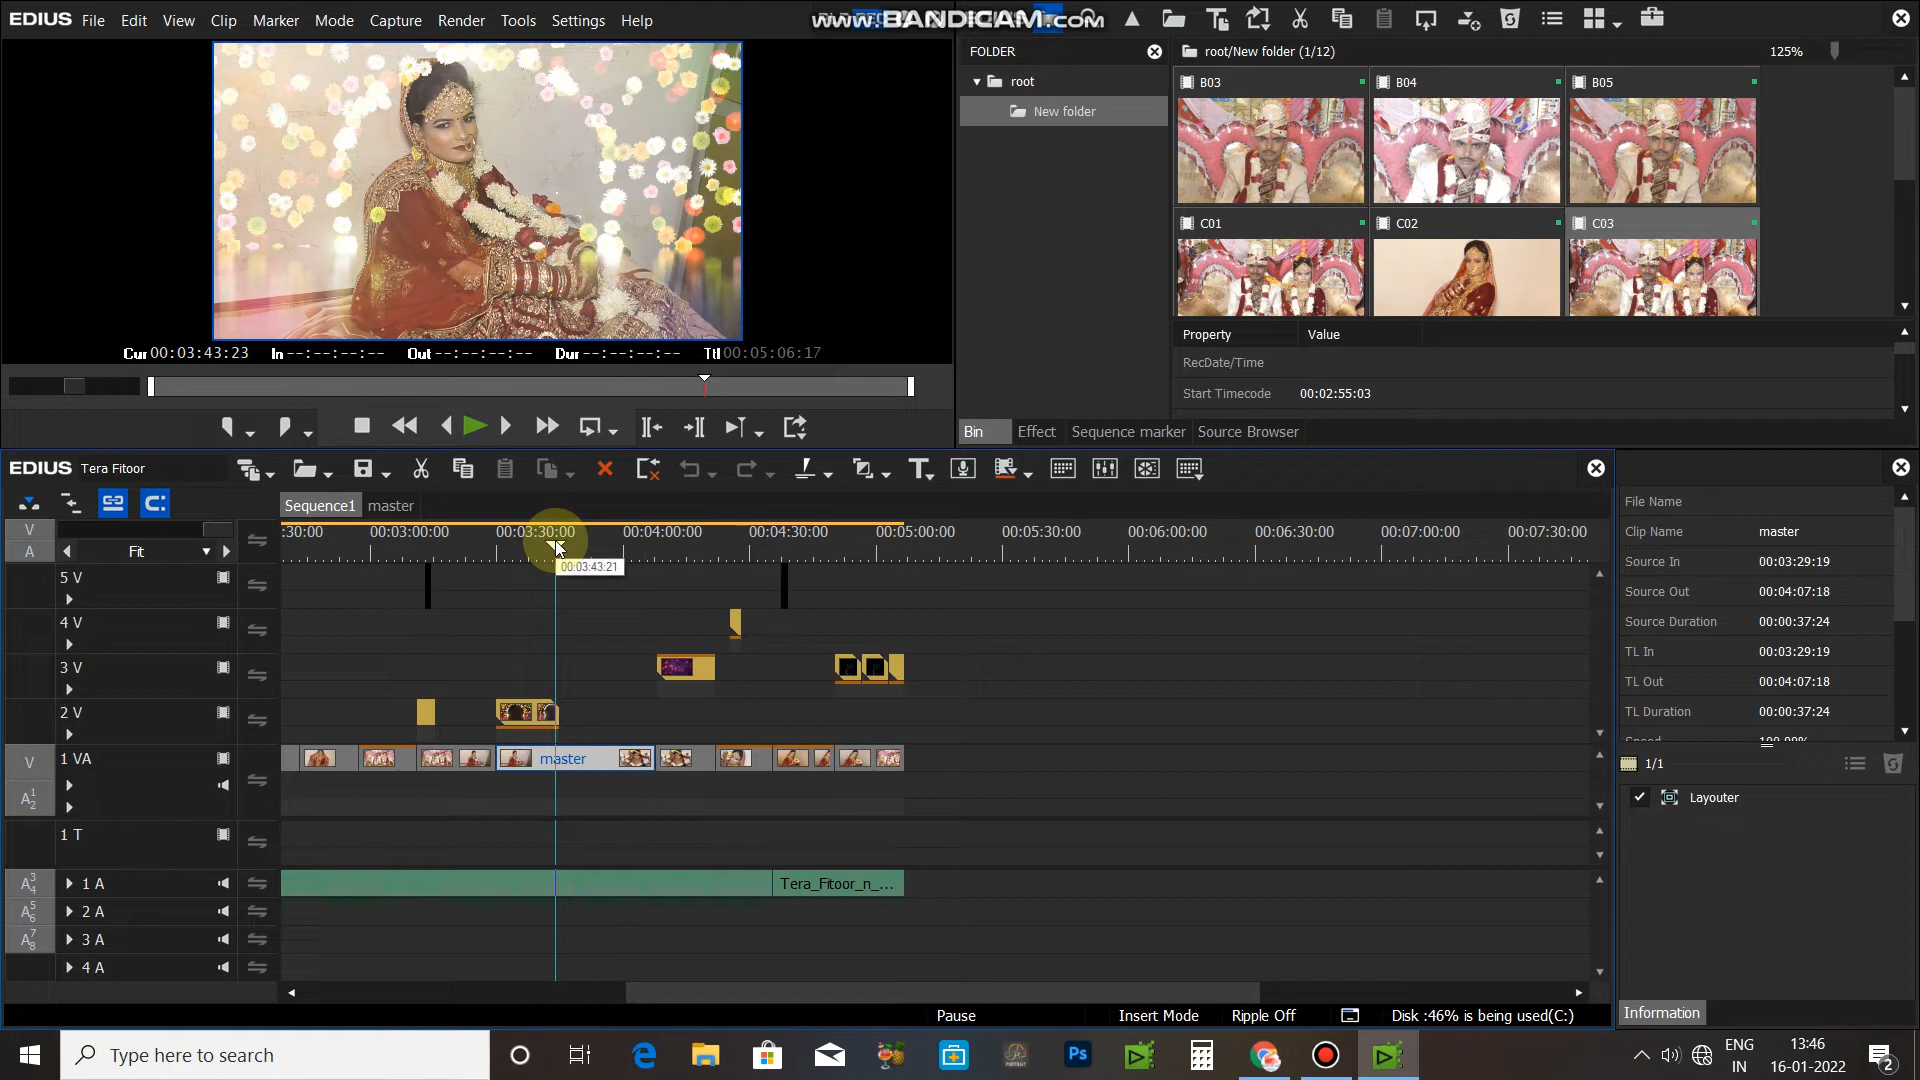 EDIUS File Edit View Clip Marker Mode Capture Render Tools Settings Help
www.BANDICAM.com
FOLDER
root/New folder (1/12)
125%
root
New folder
B03
B04
B05
C01
C02
C03
Property Value
RecDate/Time
Start Timecode 00:02:55:03
Cur 00:03:43:23 In --:--:--:-- Out --:--:--:-- Dur --:--:--:-- Ttl 00:05:06:17
Bin Effect Sequence marker Source Browser
EDIUS Tera Fitoor
Sequence1 master
V
A
Fit
:30:00 00:03:00:00 00:03:30:00 00:04:00:00 00:04:30:00 00:05:00:00 00:05:30:00 00:06:00:00 00:06:30:00 00:07:00:00 00:07:30:00
00:03:43:21
5 V
4 V
3 V
2 V
V
1 VA
master
A 1 2
1 T
A 3 4
1 A
Tera_Fitoor_n_...
A 5 6
2 A
A 7 8
3 A
4 A
File Name
Clip Name master
Source In 00:03:29:19
Source Out 00:04:07:18
Source Duration 00:00:37:24
TL In 00:03:29:19
TL Out 00:04:07:18
TL Duration 00:00:37:24
1/1
Layouter
Information
Pause Insert Mode Ripple Off Disk :46% is being used(C:)
Type here to search
Ps
ENG
IN
13:46
16-01-2022
2